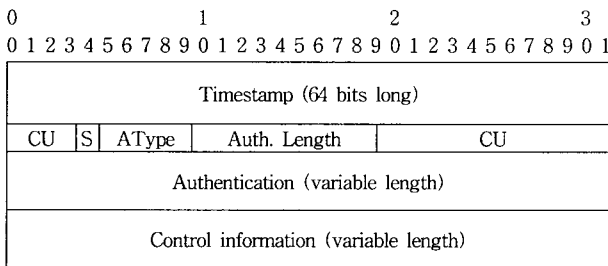 0 1 2 3
0 1 2 3 4 5 6 7 8 9 0 1 2 3 4 5 6 7 8 9 0 1 2 3 4 5 6 7 8 9 0 1
Timestamp (64 bits long)
CU S AType Auth. Length CU
Authentication (variable length)
Control information (variable length)